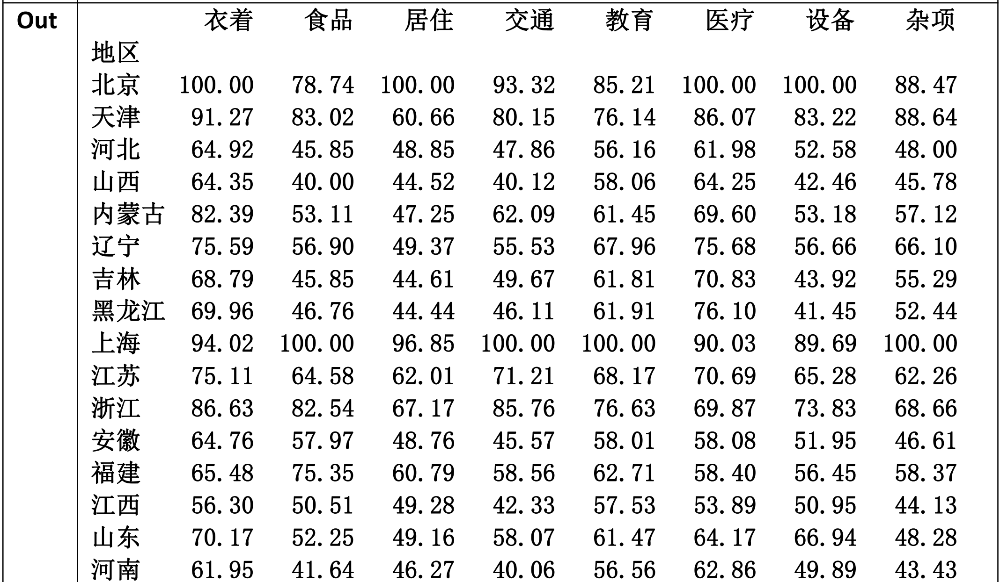 Out 衣着 食品 居住 交通 教育 医疗 设备 杂项
地区
北京 100.00 78.74 100.00 93.32 85.21 100.00 100.00 88.47
天津 91.27 83.02 60.66 80.15 76.14 86.07 83.22 88.64
河北 64.92 45.85 48.85 47.86 56.16 61.98 52.58 48.00
山西 64.35 40.00 44.52 40.12 58.06 64.25 42.46 45.78
内蒙古 82.39 53.11 47.25 62.09 61.45 69.60 53.18 57.12
辽宁 75.59 56.90 49.37 55.53 67.96 75.68 56.66 66.10
吉林 68.79 45.85 44.61 49.67 61.81 70.83 43.92 55.29
黑龙江 69.96 46.76 44.44 46.11 61.91 76.10 41.45 52.44
上海 94.02 100.00 96.85 100.00 100.00 90.03 89.69 100.00
江苏 75.11 64.58 62.01 71.21 68.17 70.69 65.28 62.26
浙江 86.63 82.54 67.17 85.76 76.63 69.87 73.83 68.66
安徽 64.76 57.97 48.76 45.57 58.01 58.08 51.95 46.61
福建 65.48 75.35 60.79 58.56 62.71 58.40 56.45 58.37
江西 56.30 50.51 49.28 42.33 57.53 53.89 50.95 44.13
山东 70.17 52.25 49.16 58.07 61.47 64.17 66.94 48.28
河南 61.95 41.64 46.27 40.06 56.56 62.86 49.89 43.43